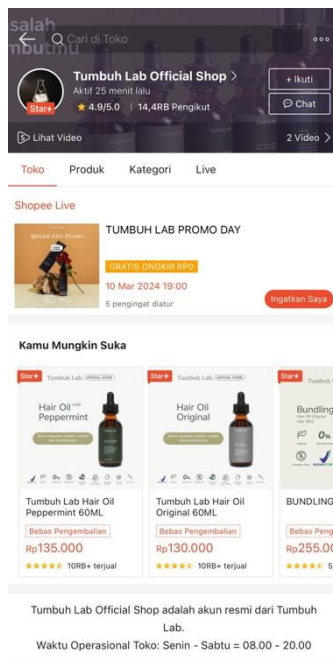 salah
mbutmu
Cari di Toko
Tumbuh Lab Official Shop >
Aktif 25 menit lalu
Star+
4.9/5.0 | 14,4RB Pengikut
+ Ikuti
Chat
Lihat Video
2 Video >
Toko Produk Kategori Live
Shopee Live
Special Live Promo
TUMBUH LAB PROMO DAY
GRATIS ONGKIR RP0
10 Mar 2024 19:00
5 pengingat diatur
Ingatkan Saya
Kamu Mungkin Suka
Star+ Tumbuh Lab OFFICIAL STORE
Hair Oil with
Peppermint
0%
Tumbuh Lab Hair Oil
Peppermint 60ML
Bebas Pengembalian
Rp135.000
10RB+ terjual
Star+ Tumbuh Lab OFFICIAL STORE
Hair Oil
Original
0%
Tumbuh Lab Hair Oil
Original 60ML
Bebas Pengembalian
Rp130.000
10RB+ terjual
Star+ Tumbuh
Bundling
0%
BUNDLING
Bebas Peng
Rp255.00
5
Tumbuh Lab Official Shop adalah akun resmi dari Tumbuh
Lab.
Waktu Operasional Toko: Senin - Sabtu = 08.00 - 20.00